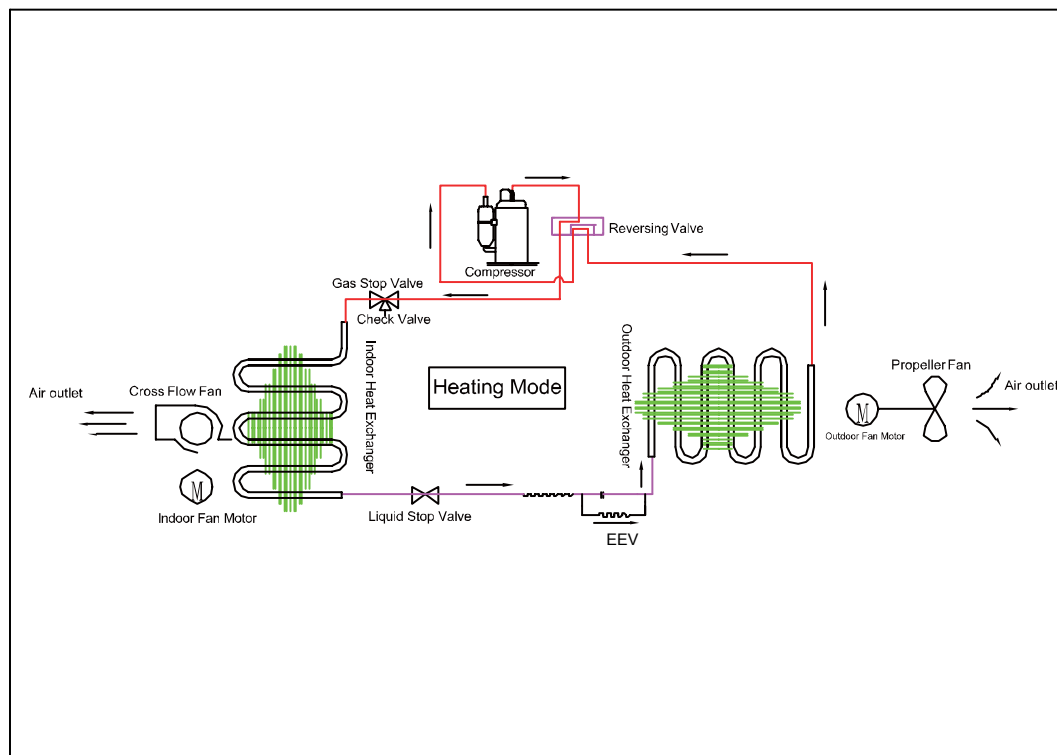 Reversing Valve
Compressor
Gas Stop Valve
Check Valve
Indoor Heat Exchanger
Outdoor Heat Exchanger
Heating Mode
Propeller Fan
Air outlet
Cross Flow Fan
Air outlet
M
Outdoor Fan Motor
M
Indoor Fan Motor
Liquid Stop Valve
EEV